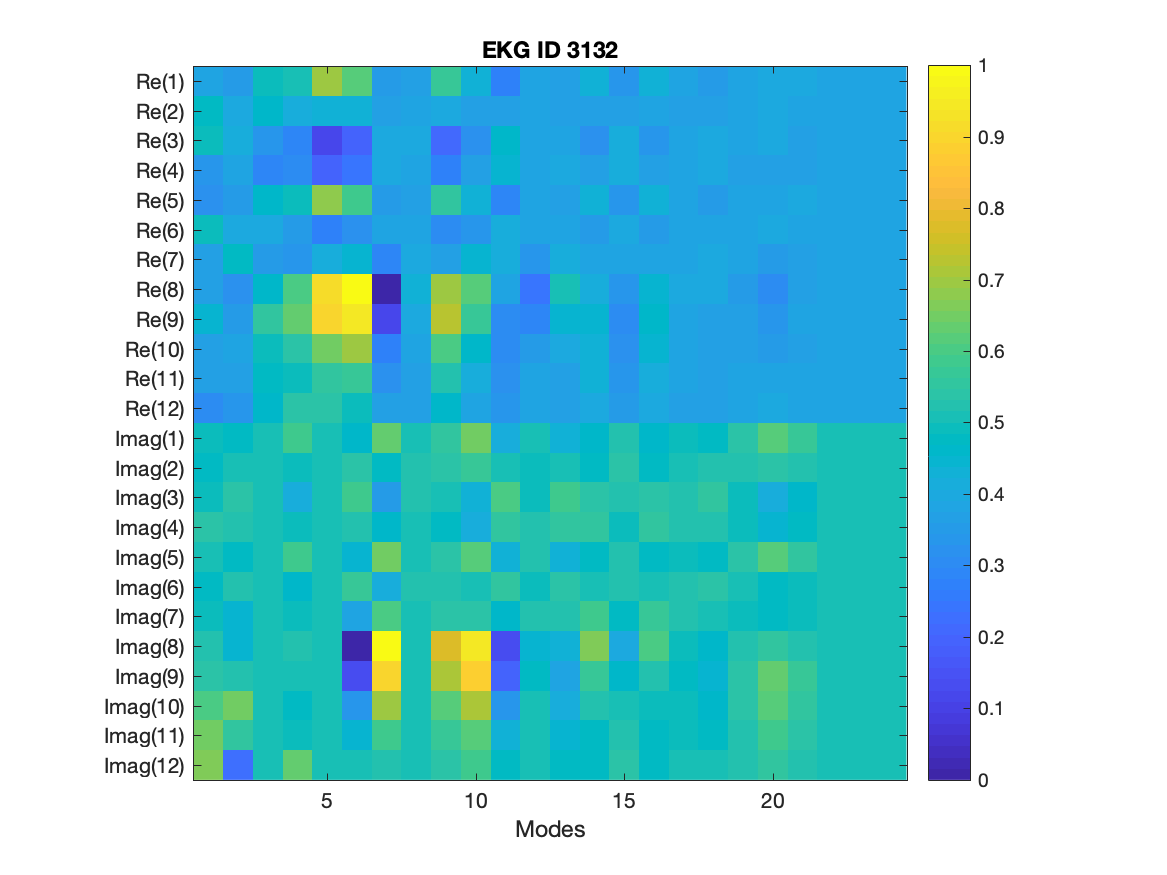 EKG ID 3132
Re(1)
Re(2)
Re(3)
Re(4)
Re(5)
Re(6)
Re(7)
Re(8)
Re(9)
Re(10)
Re(11)
Re(12)
Imag(1)
Imag(2)
Imag(3)
Imag(4)
Imag(5)
Imag(6)
Imag(7)
Imag(8)
Imag(9)
Imag(10)
Imag(11)
Imag(12)
5 10 15 20
Modes
1
0.9
0.8
0.7
0.6
0.5
0.4
0.3
0.2
0.1
0